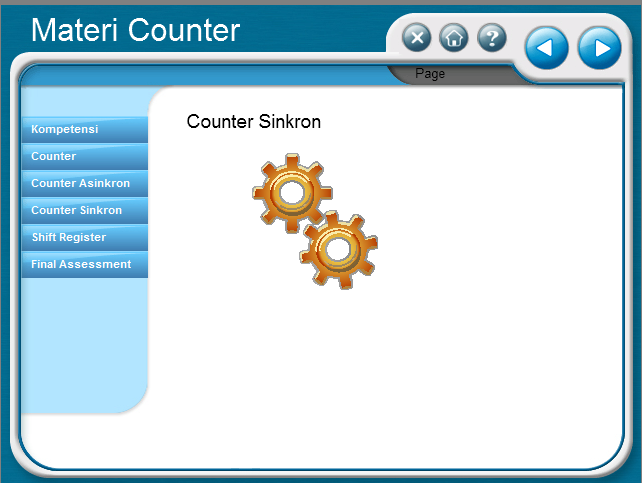 Materi Counter
?
Page
Kompetensi
Counter
Counter Asinkron
Counter Sinkron
Shift Register
Final Assessment
Counter Sinkron